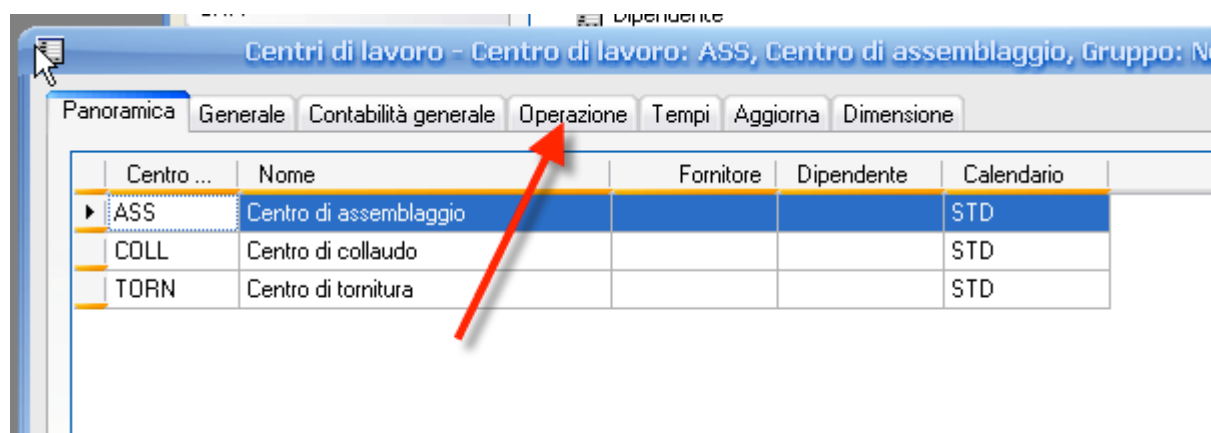 Dipendente
Centri di lavoro - Centro di lavoro: ASS, Centro di assemblaggio, Gruppo:
Panoramica Generale Contabilità generale Operazione Tempi Aggiorna Dimensione
Centro ... Nome Fornitore Dipendente Calendario
ASS Centro di assemblaggio STD
COLL Centro di collaudo STD
TORN Centro di tornitura STD